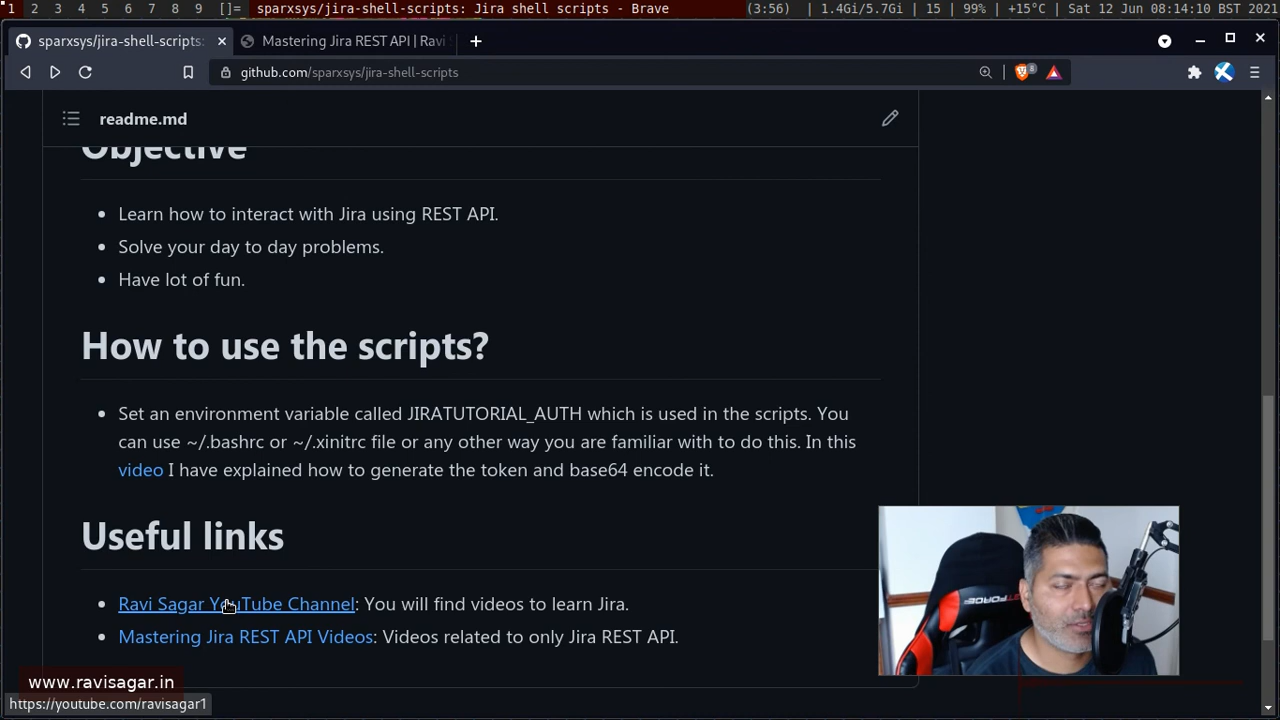 1 2 3 4 5 6 7 8 9 []= sparxsys/jira-shell-scripts: Jira shell scripts - Brave (3:56) | 1.4Gi/5.7Gi | 15 | 99% | +15°C | Sat 12 Jun 08:14:10 BST 2021
sparxsys/jira-shell-scripts: Mastering Jira REST API | Ravi
github.com/sparxsys/jira-shell-scripts 8
readme.md
Objective
Learn how to interact with Jira using REST API.
Solve your day to day problems.
Have lot of fun.
How to use the scripts?
Set an environment variable called JIRATUTORIAL_AUTH which is used in the scripts. You
can use ~/.bashrc or ~/.xinitrc file or any other way you are familiar with to do this. In this
video I have explained how to generate the token and base64 encode it.
Useful links
Ravi Sagar YouTube Channel: You will find videos to learn Jira.
Mastering Jira REST API Videos: Videos related to only Jira REST API.
www.ravisagar.in
https://youtube.com/ravisagar1